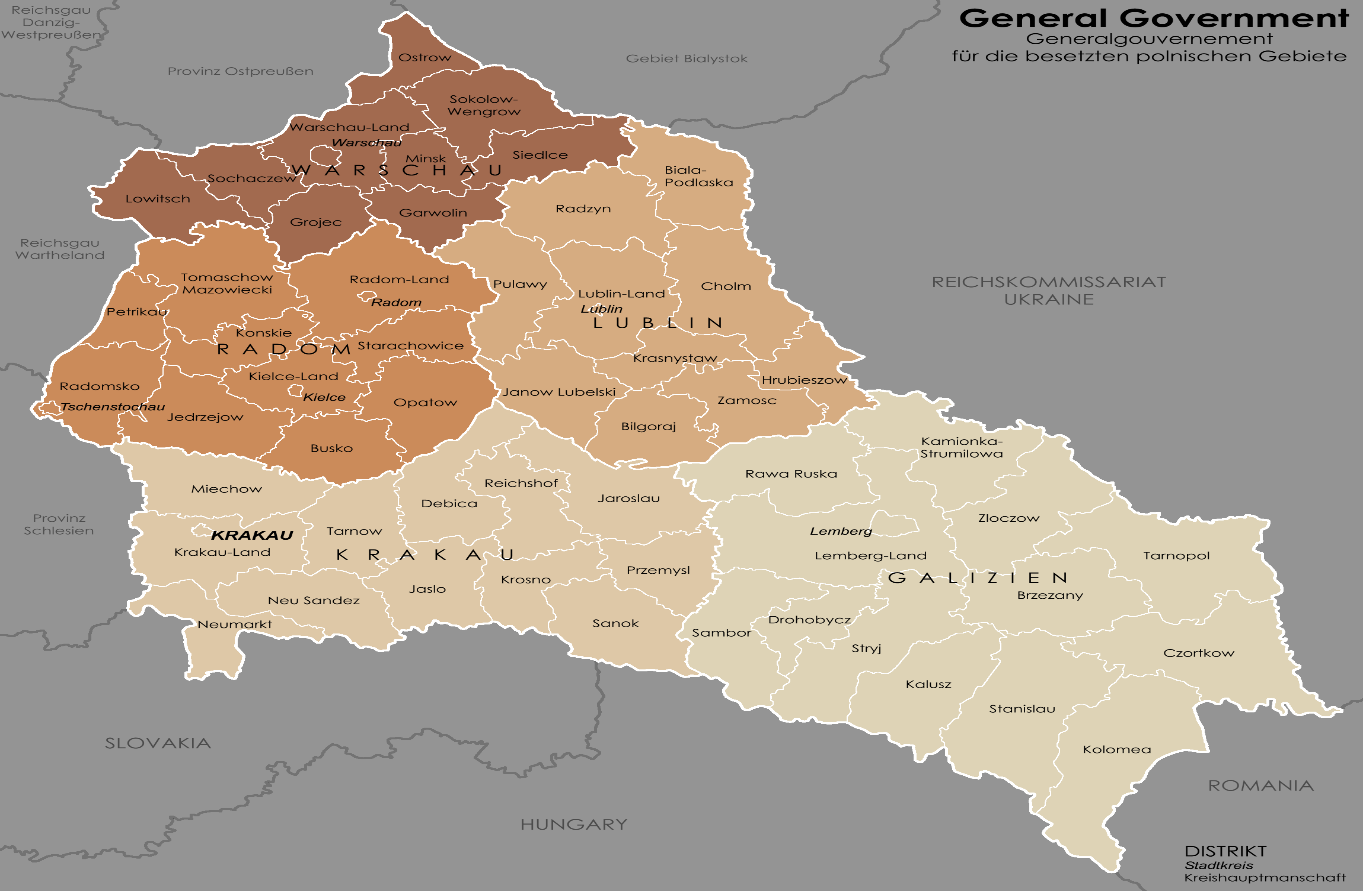 General Government
Generalgouvernement
für die besetzten polnischen Gebiete
Reichsgau
Danzig-
Westpreußen
Provinz Ostpreußen
Gebiet Bialystok
Ostrow
Sokolow-
Wengrow
Warschau-Land
Warschau
Minsk
Siedlce
WARSCHAU
Sochaczew
Lowitsch
Grojec
Garwolin
Biala-
Podlaska
Radzyn
Reichsgau
Wartheland
Tomaschow
Mazowiecki
Radom-Land
Radom
Petrikau
Konskie
RADOM
Starachowice
Radomsko
Tschenstochau
Kielce-Land
Kielce
Jedrzejow
Opatow
Busko
Pulawy
Lublin-Land
Lublin
LUBLIN
Cholm
Krasnystaw
Janow Lubelski
Hrubieszow
Zamosc
Bilgoraj
REICHSKOMMISSARIAT
UKRAINE
Provinz
Schlesien
Miechow
KRAKAU
Krakau-Land
Tarnow
Debica
Reichshof
Jaroslau
KRAKAU
Przemysl
Jaslo
Krosno
Neu Sandez
Neumarkt
Sanok
Rawa Ruska
Kamionka-
Strumilowa
Lemberg
Lemberg-Land
Zloczow
Tarnopol
GALIZIEN
Brzezany
Sambor
Drohobycz
Stryj
Czortkow
Kalusz
Stanislau
Kolomea
SLOVAKIA
HUNGARY
ROMANIA
DISTRIKT
Stadtkreis
Kreishauptmanschaft